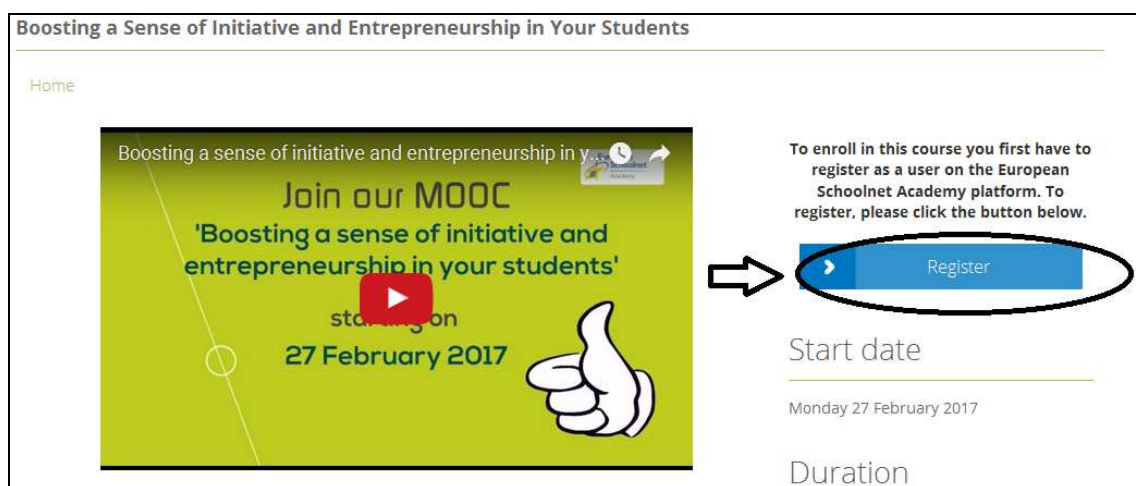 Boosting a Sense of Initiative and Entrepreneurship in Your Students
Home
Boosting a sense of initiative and entrepreneurship in y...
Schoolnet
Academy
Join our MOOC
'Boosting a sense of initiative and
entrepreneurship in your students'
starting on
27 February 2017
To enroll in this course you first have to
register as a user on the European
Schoolnet Academy platform. To
register, please click the button below.
Register
Start date
Monday 27 February 2017
Duration